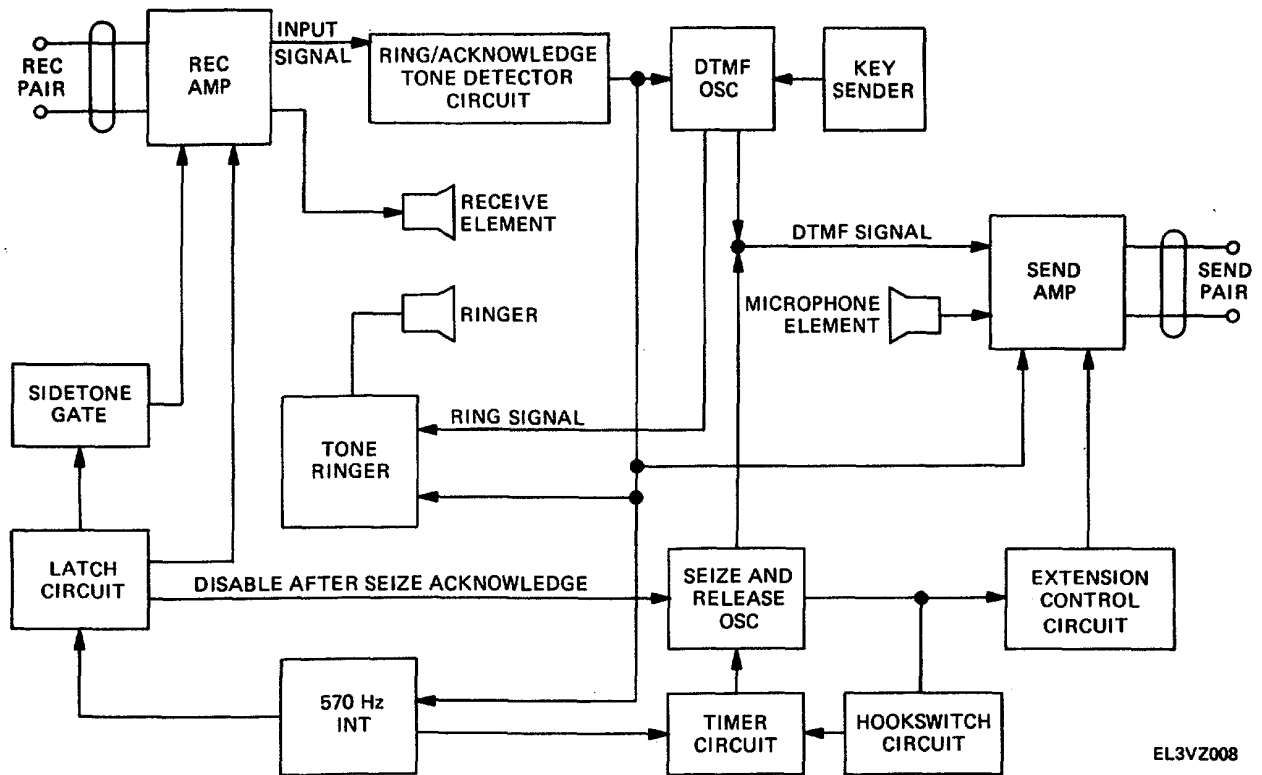 REC
PAIR
REC
AMP
INPUT
SIGNAL
RING/ACKNOWLEDGE
TONE DETECTOR
CIRCUIT
DTMF
OSC
KEY
SENDER
RECEIVE
ELEMENT
DTMF SIGNAL
SEND
AMP
SEND
PAIR
RINGER
MICROPHONE
ELEMENT
SIDETONE
GATE
TONE
RINGER
RING SIGNAL
LATCH
CIRCUIT
DISABLE AFTER SEIZE ACKNOWLEDGE
SEIZE AND
RELEASE
OSC
EXTENSION
CONTROL
CIRCUIT
570 Hz
INT
TIMER
CIRCUIT
HOOKSWITCH
CIRCUIT
EL3VZ008